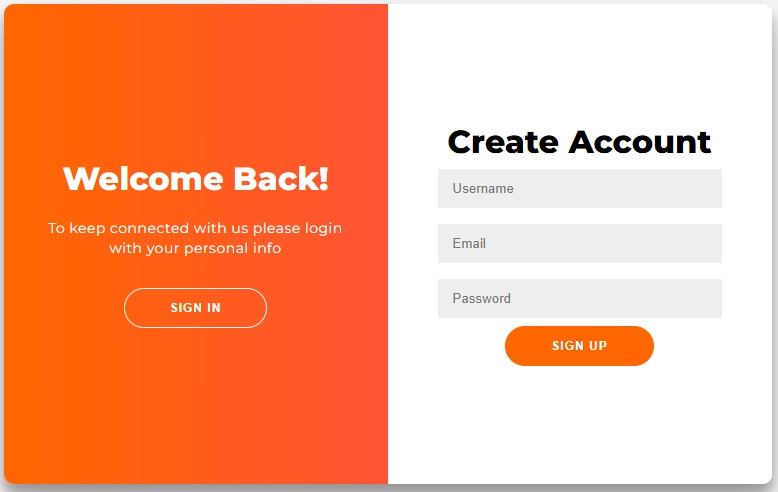 Welcome Back!
To keep connected with us please login
with your personal info
SIGN IN
Create Account
Username
Email
Password
SIGN UP